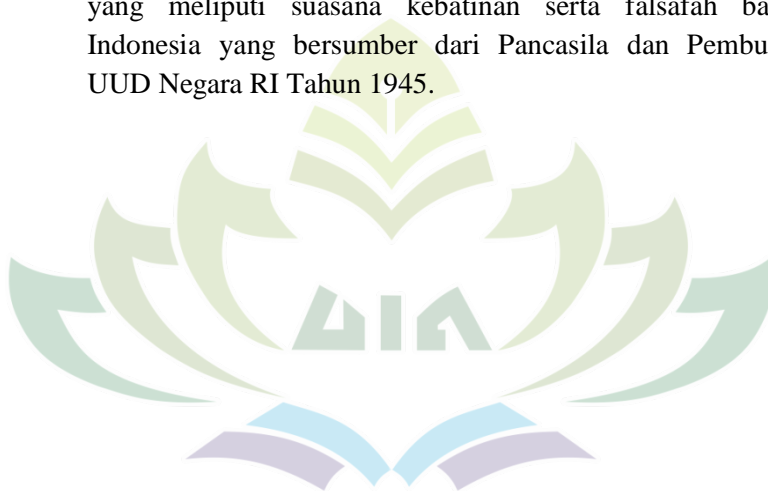 yang meliputi suasana kebatinan serta falsafah ba
Indonesia yang bersumber dari Pancasila dan Pembu
UUD Negara RI Tahun 1945.
UIN